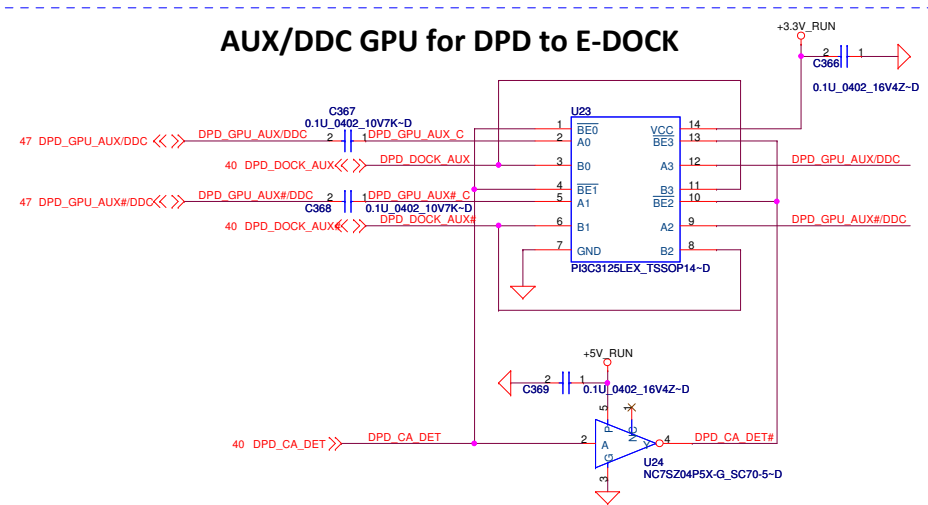 AUX/DDC GPU for DPD to E-DOCK
+3.3V_RUN
2 1
C366
0.1U_0402_16V4Z~D
C367
0.1U_0402_10V7K~D
U23
47 DPD_GPU_AUX/DDC DPD_GPU_AUX/DDC 2 1 DPD_GPU_AUX_C
40 DPD_DOCK_AUX DPD_DOCK_AUX
47 DPD_GPU_AUX#/DDC DPD_GPU_AUX#/DDC 2 1 DPD_GPU_AUX#_C
C368 0.1U_0402_10V7K~D
40 DPD_DOCK_AUX# DPD_DOCK_AUX#
1 BE0 VCC 14
2 A0 BE3 13
3 B0 A3 12 DPD_GPU_AUX/DDC
4 BE1 B3 11
5 A1 BE2 10
6 B1 A2 9 DPD_GPU_AUX#/DDC
7 GND B2 8
PI3C3125LEX_TSSOP14~D
+5V_RUN
2 1
C369 0.1U_0402_16V4Z~D
40 DPD_CA_DET DPD_CA_DET 2 A Y 4 DPD_CA_DET#
5 P
1 NC
G 3
U24
NC7SZ04P5X-G_SC70-5~D